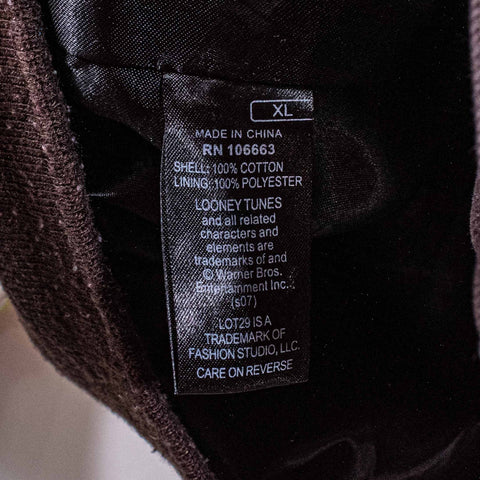 XL
MADE IN CHINA
RN 106663
SHELL: 100% COTTON
LINING: 100% POLYESTER
LOONEY TUNES
and all related
characters and
elements are
trademarks of and
© Warner Bros.
Entertainment Inc.
(s07)
LOT29 IS A
TRADEMARK OF
FASHION STUDIO, LLC.
CARE ON REVERSE